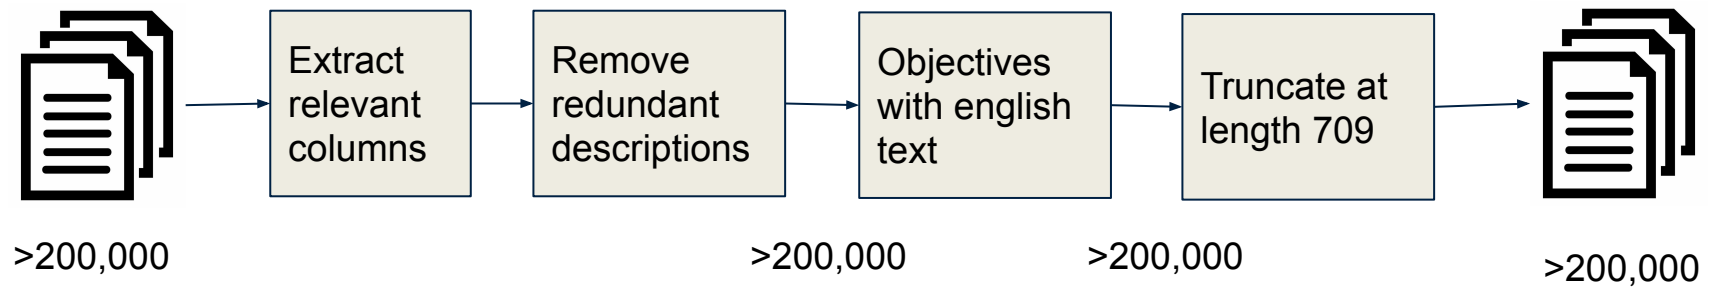 Extract
relevant
columns
Remove
redundant
descriptions
Objectives
with english
text
Truncate at
length 709
>200,000
>200,000
>200,000
>200,000